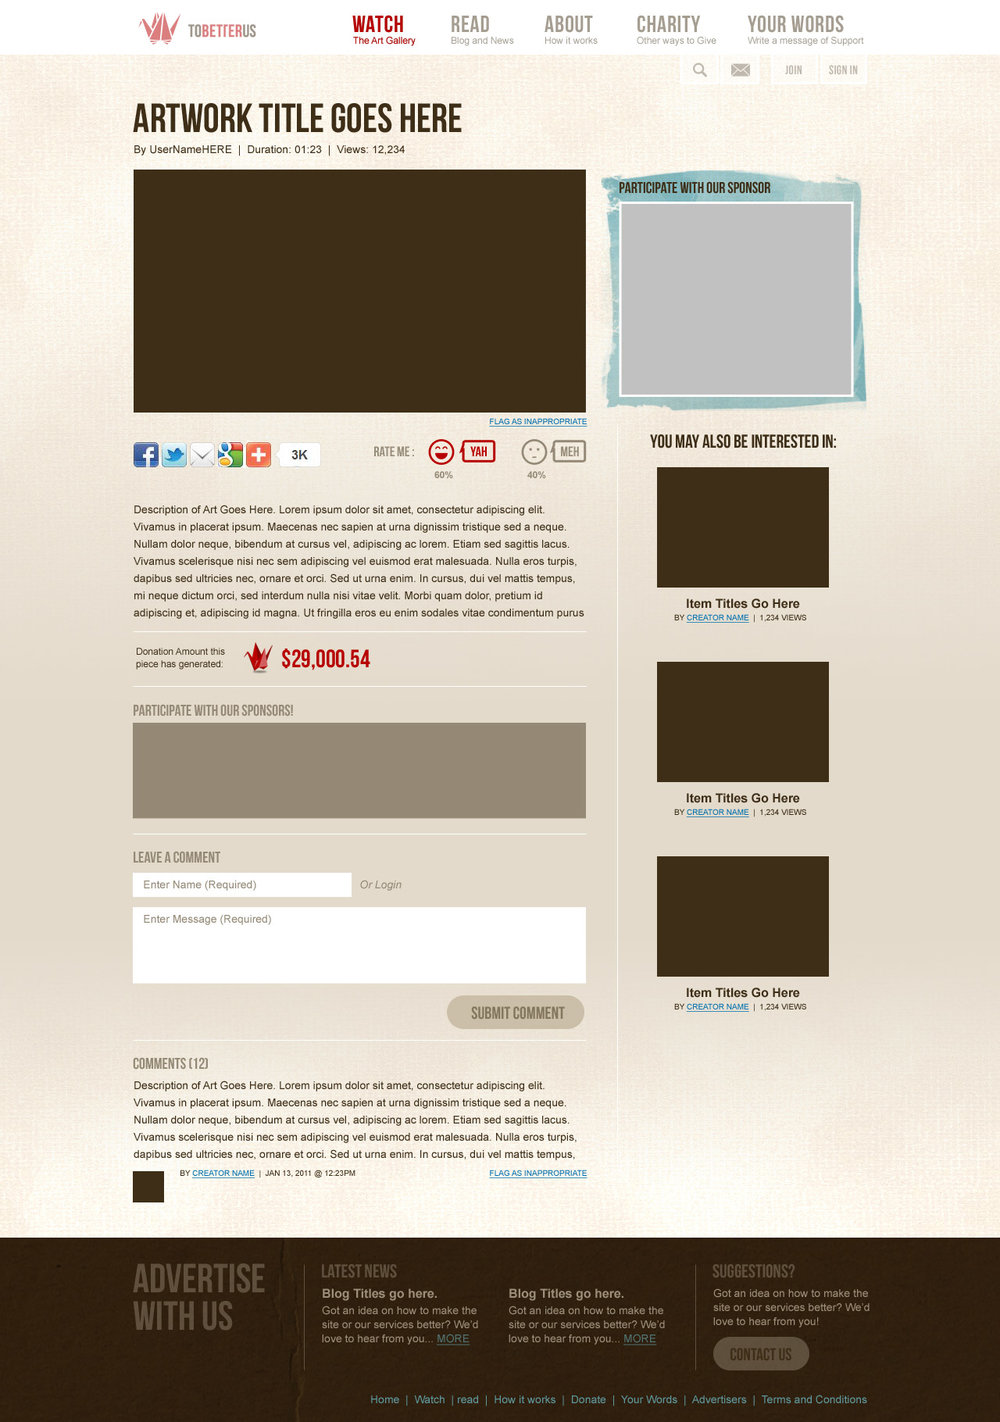 TOBETTERUS
WATCH
The Art Gallery
READ
Blog and News
ABOUT
How it works
CHARITY
Other ways to Give
YOUR WORDS
Write a message of Support
JOIN
SIGN IN
ARTWORK TITLE GOES HERE
By UserNameHERE | Duration: 01:23 | Views: 12,234
PARTICIPATE WITH OUR SPONSOR
FLAG AS INAPPROPRIATE
3K
RATE ME :
YAH
60%
MEH
40%
Description of Art Goes Here. Lorem ipsum dolor sit amet, consectetur adipiscing elit.
Vivamus in placerat ipsum. Maecenas nec sapien at urna dignissim tristique sed a neque.
Nullam dolor neque, bibendum at cursus vel, adipiscing ac lorem. Etiam sed sagittis lacus.
Vivamus scelerisque nisi nec sem adipiscing vel euismod erat malesuada. Nulla eros turpis,
dapibus sed ultricies nec, ornare et orci. Sed ut urna enim. In cursus, dui vel mattis tempus,
mi neque dictum orci, sed interdum nulla nisi vitae velit. Morbi quam dolor, pretium id
adipiscing et, adipiscing id magna. Ut fringilla eros eu enim sodales vitae condimentum purus
Donation Amount this
piece has generated:
$29,000.54
PARTICIPATE WITH OUR SPONSORS!
LEAVE A COMMENT
Enter Name (Required)
Or Login
Enter Message (Required)
SUBMIT COMMENT
COMMENTS (12)
Description of Art Goes Here. Lorem ipsum dolor sit amet, consectetur adipiscing elit.
Vivamus in placerat ipsum. Maecenas nec sapien at urna dignissim tristique sed a neque.
Nullam dolor neque, bibendum at cursus vel, adipiscing ac lorem. Etiam sed sagittis lacus.
Vivamus scelerisque nisi nec sem adipiscing vel euismod erat malesuada. Nulla eros turpis,
dapibus sed ultricies nec, ornare et orci. Sed ut urna enim. In cursus, dui vel mattis tempus,
BY CREATOR NAME | JAN 13, 2011 @ 12:23PM
FLAG AS INAPPROPRIATE
YOU MAY ALSO BE INTERESTED IN:
Item Titles Go Here
BY CREATOR NAME | 1,234 VIEWS
Item Titles Go Here
BY CREATOR NAME | 1,234 VIEWS
Item Titles Go Here
BY CREATOR NAME | 1,234 VIEWS
ADVERTISE
WITH US
LATEST NEWS
Blog Titles go here.
Got an idea on how to make the
site or our services better? We'd
love to hear from you... MORE
Blog Titles go here.
Got an idea on how to make the
site or our services better? We'd
love to hear from you... MORE
SUGGESTIONS?
Got an idea on how to make the
site or our services better? We'd
love to hear from you!
CONTACT US
Home | Watch | read | How it works | Donate | Your Words | Advertisers | Terms and Conditions